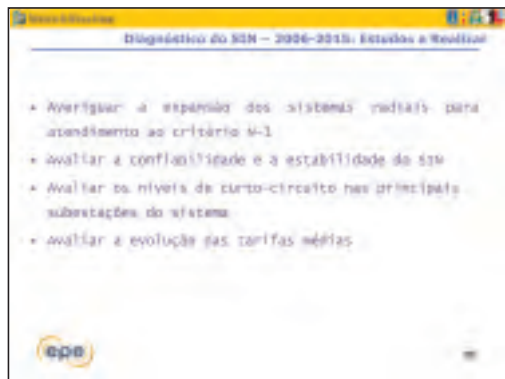 Diagnóstico do SIN – 2006-2015: Estudos a Realizar
• Averiguar a expansão dos sistemas radiais para
atendimento ao critério N-1
• Avaliar a confiabilidade e a estabilidade do SIN
• Avaliar os níveis de curto-circuito nas principais
subestações do sistema
• Avaliar a evolução das tarifas médias
epe